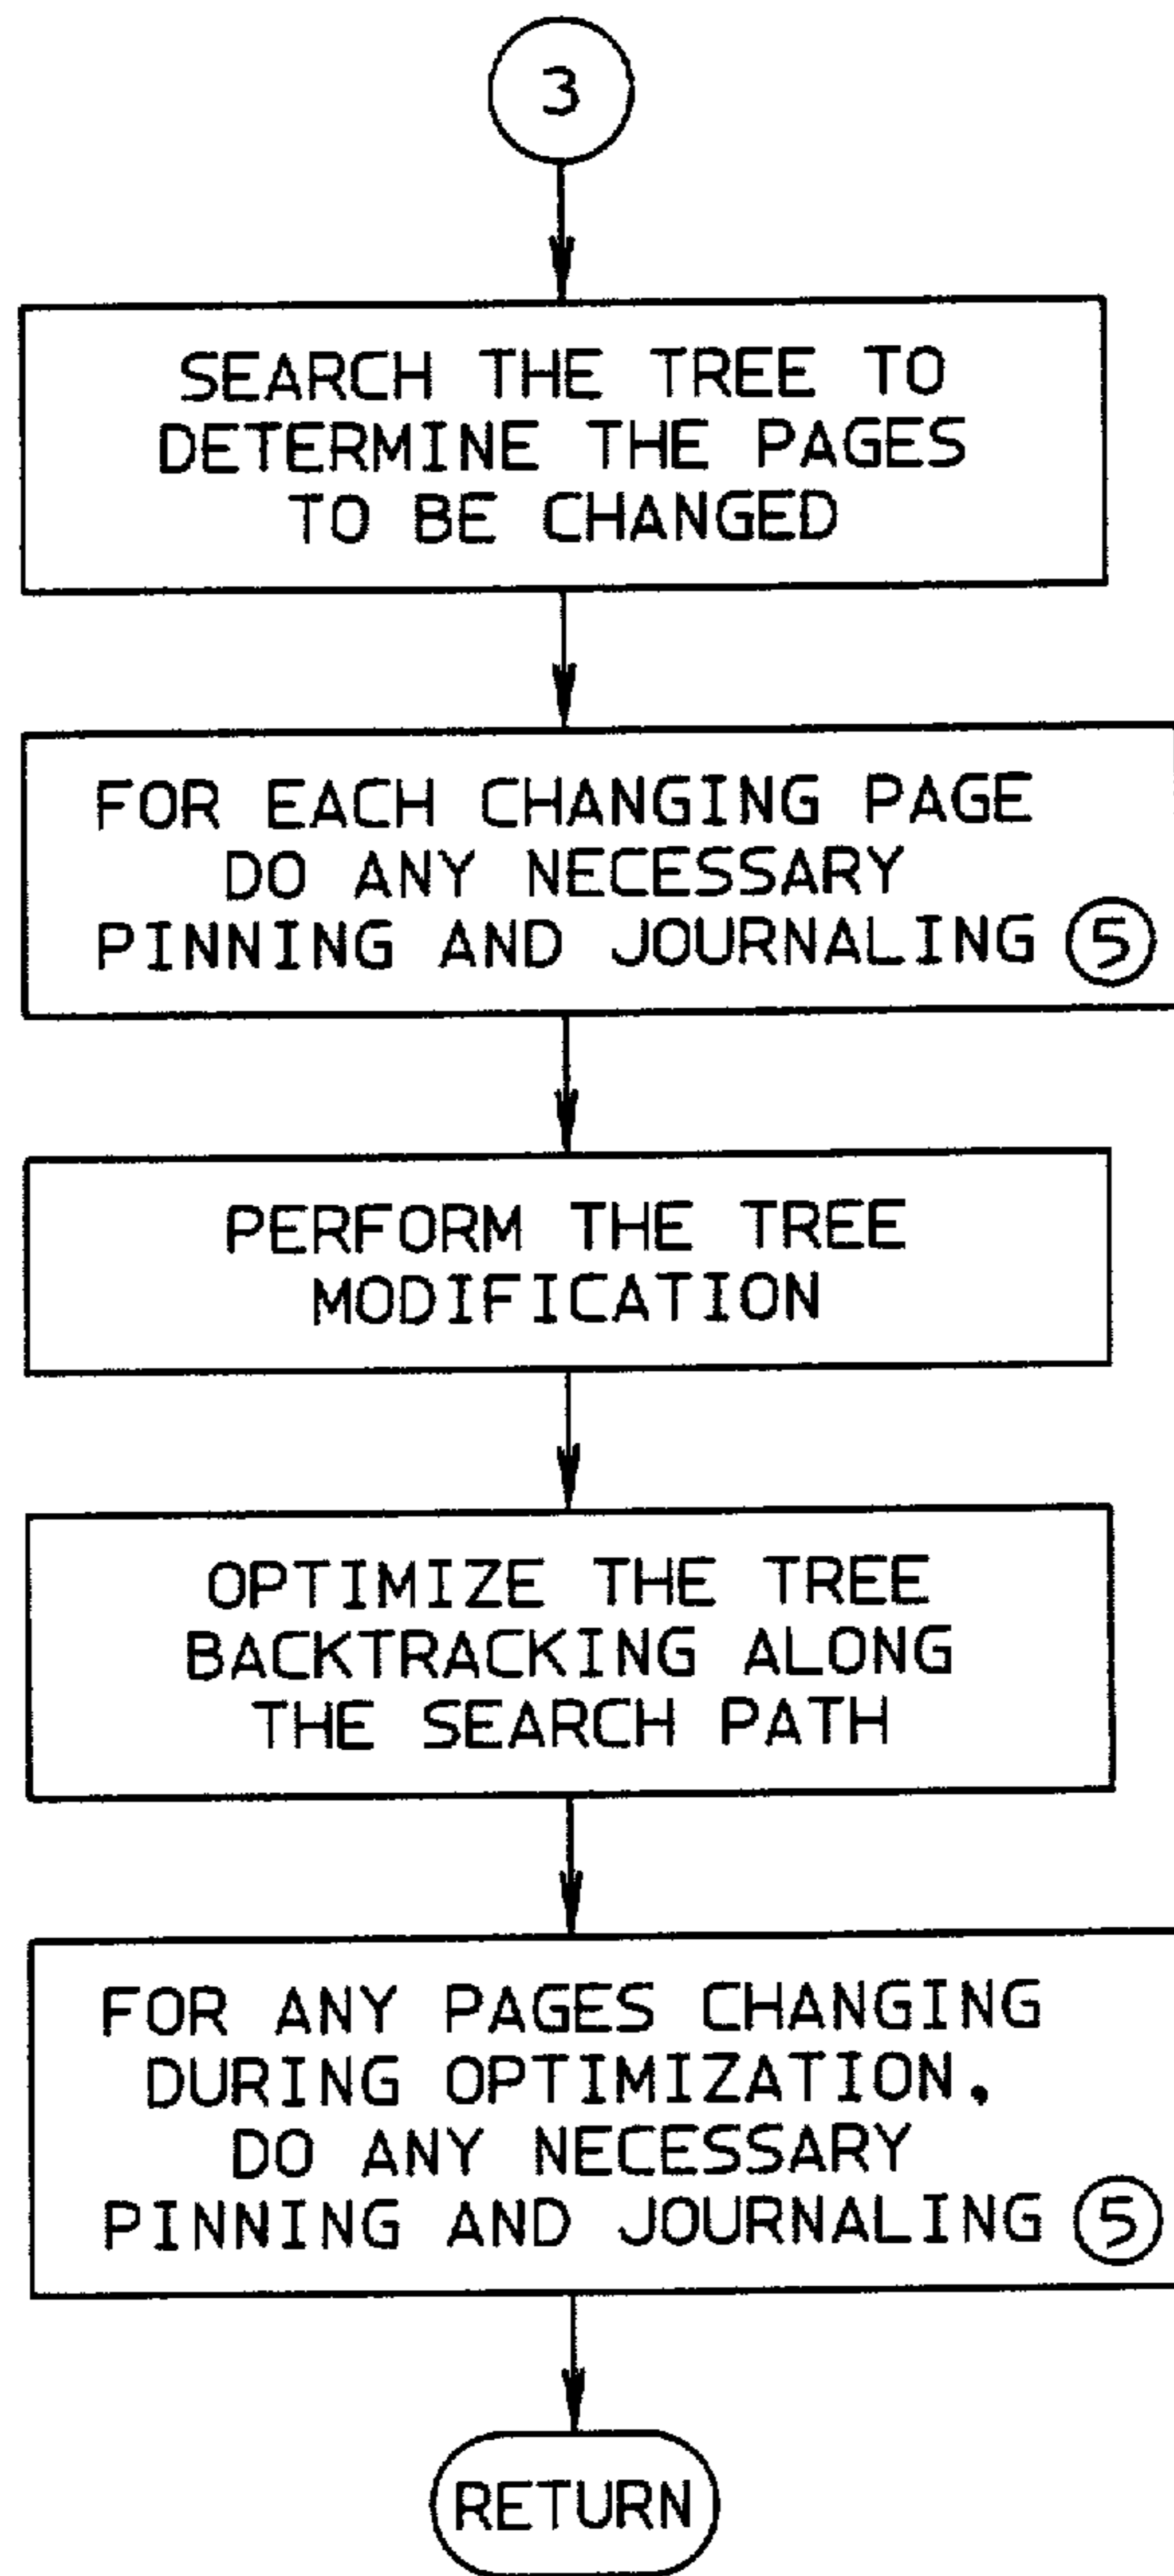 3
SEARCH THE TREE TO
DETERMINE THE PAGES
TO BE CHANGED
FOR EACH CHANGING PAGE
DO ANY NECESSARY
PINNING AND JOURNALING 5
PERFORM THE TREE
MODIFICATION
OPTIMIZE THE TREE
BACKTRACKING ALONG
THE SEARCH PATH
FOR ANY PAGES CHANGING
DURING OPTIMIZATION,
DO ANY NECESSARY
PINNING AND JOURNALING 5
RETURN